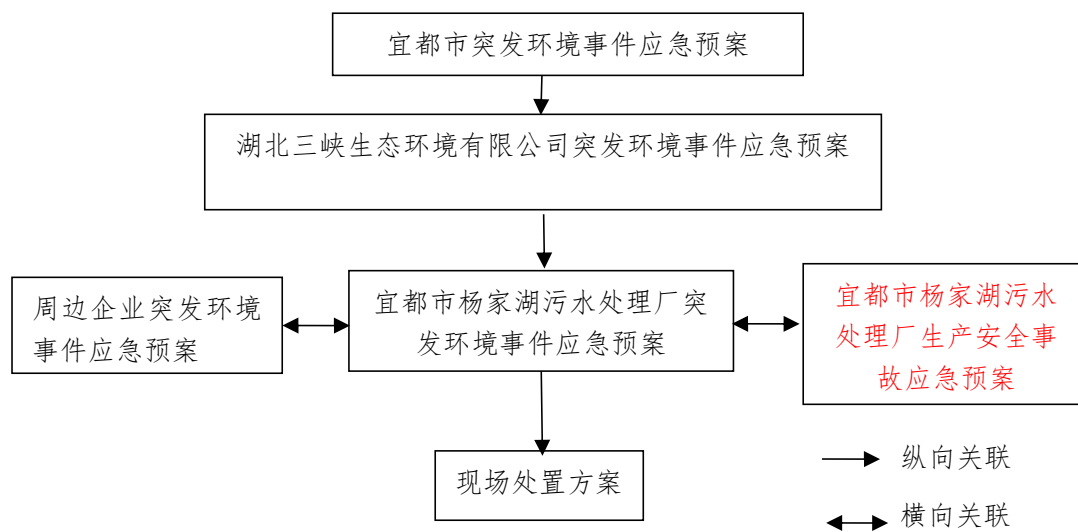 宜都市突发环境事件应急预案
湖北三峡生态环境有限公司突发环境事件应急预案
周边企业突发环境
事件应急预案
宜都市杨家湖污水处理厂突
发环境事件应急预案
宜都市杨家湖污水
处理厂生产安全事
故应急预案
现场处置方案
纵向关联
横向关联